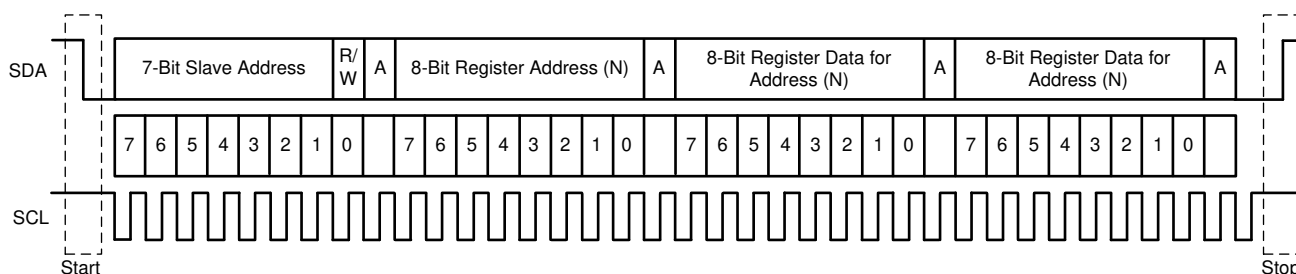 SDA
7-Bit Slave Address
R/
W
A
8-Bit Register Address (N)
A
8-Bit Register Data for
Address (N)
A
8-Bit Register Data for
Address (N)
A
7 6 5 4 3 2 1 0 7 6 5 4 3 2 1 0 7 6 5 4 3 2 1 0 7 6 5 4 3 2 1 0
SCL
Start
Stop